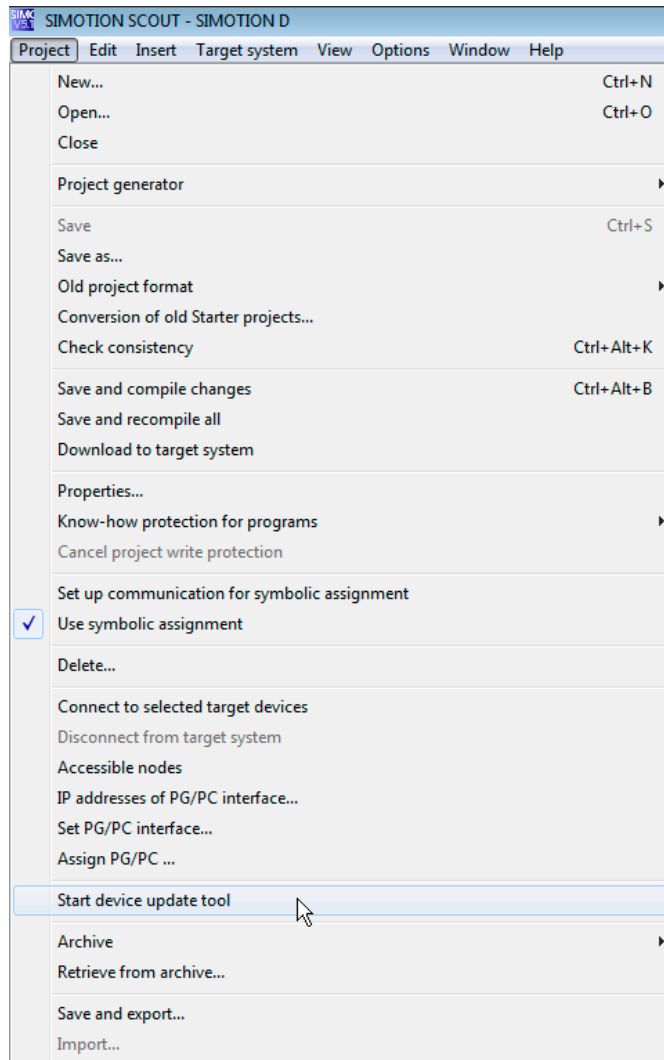 SIMOTION SCOUT - SIMOTION D
Project Edit Insert Target system View Options Window Help
New... Ctrl+N
Open... Ctrl+O
Close
Project generator
Save Ctrl+S
Save as...
Old project format
Conversion of old Starter projects...
Check consistency Ctrl+Alt+K
Save and compile changes Ctrl+Alt+B
Save and recompile all
Download to target system
Properties...
Know-how protection for programs
Cancel project write protection
Set up communication for symbolic assignment
Use symbolic assignment
Delete...
Connect to selected target devices
Disconnect from target system
Accessible nodes
IP addresses of PG/PC interface...
Set PG/PC interface...
Assign PG/PC ...
Start device update tool
Archive
Retrieve from archive...
Save and export...
Import...